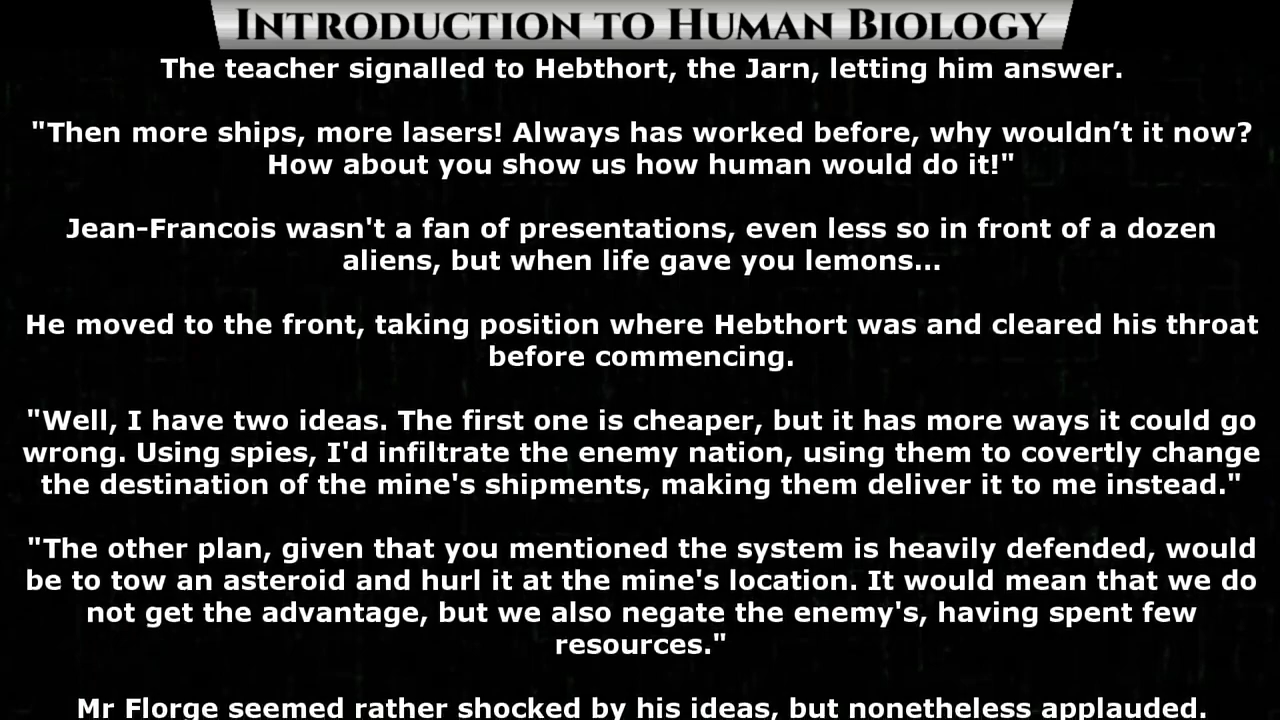 Introduction to Human Biology
The teacher signalled to Hebthort, the Jarn, letting him answer.
"Then more ships, more lasers! Always has worked before, why wouldn’t it now?
How about you show us how human would do it!"
Jean-Francois wasn't a fan of presentations, even less so in front of a dozen
aliens, but when life gave you lemons...
He moved to the front, taking position where Hebthort was and cleared his throat
before commencing.
"Well, I have two ideas. The first one is cheaper, but it has more ways it could go
wrong. Using spies, I'd infiltrate the enemy nation, using them to covertly change
the destination of the mine's shipments, making them deliver it to me instead."
"The other plan, given that you mentioned the system is heavily defended, would
be to tow an asteroid and hurl it at the mine's location. It would mean that we do
not get the advantage, but we also negate the enemy's, having spent few
resources."
Mr Florge seemed rather shocked by his ideas, but nonetheless applauded.